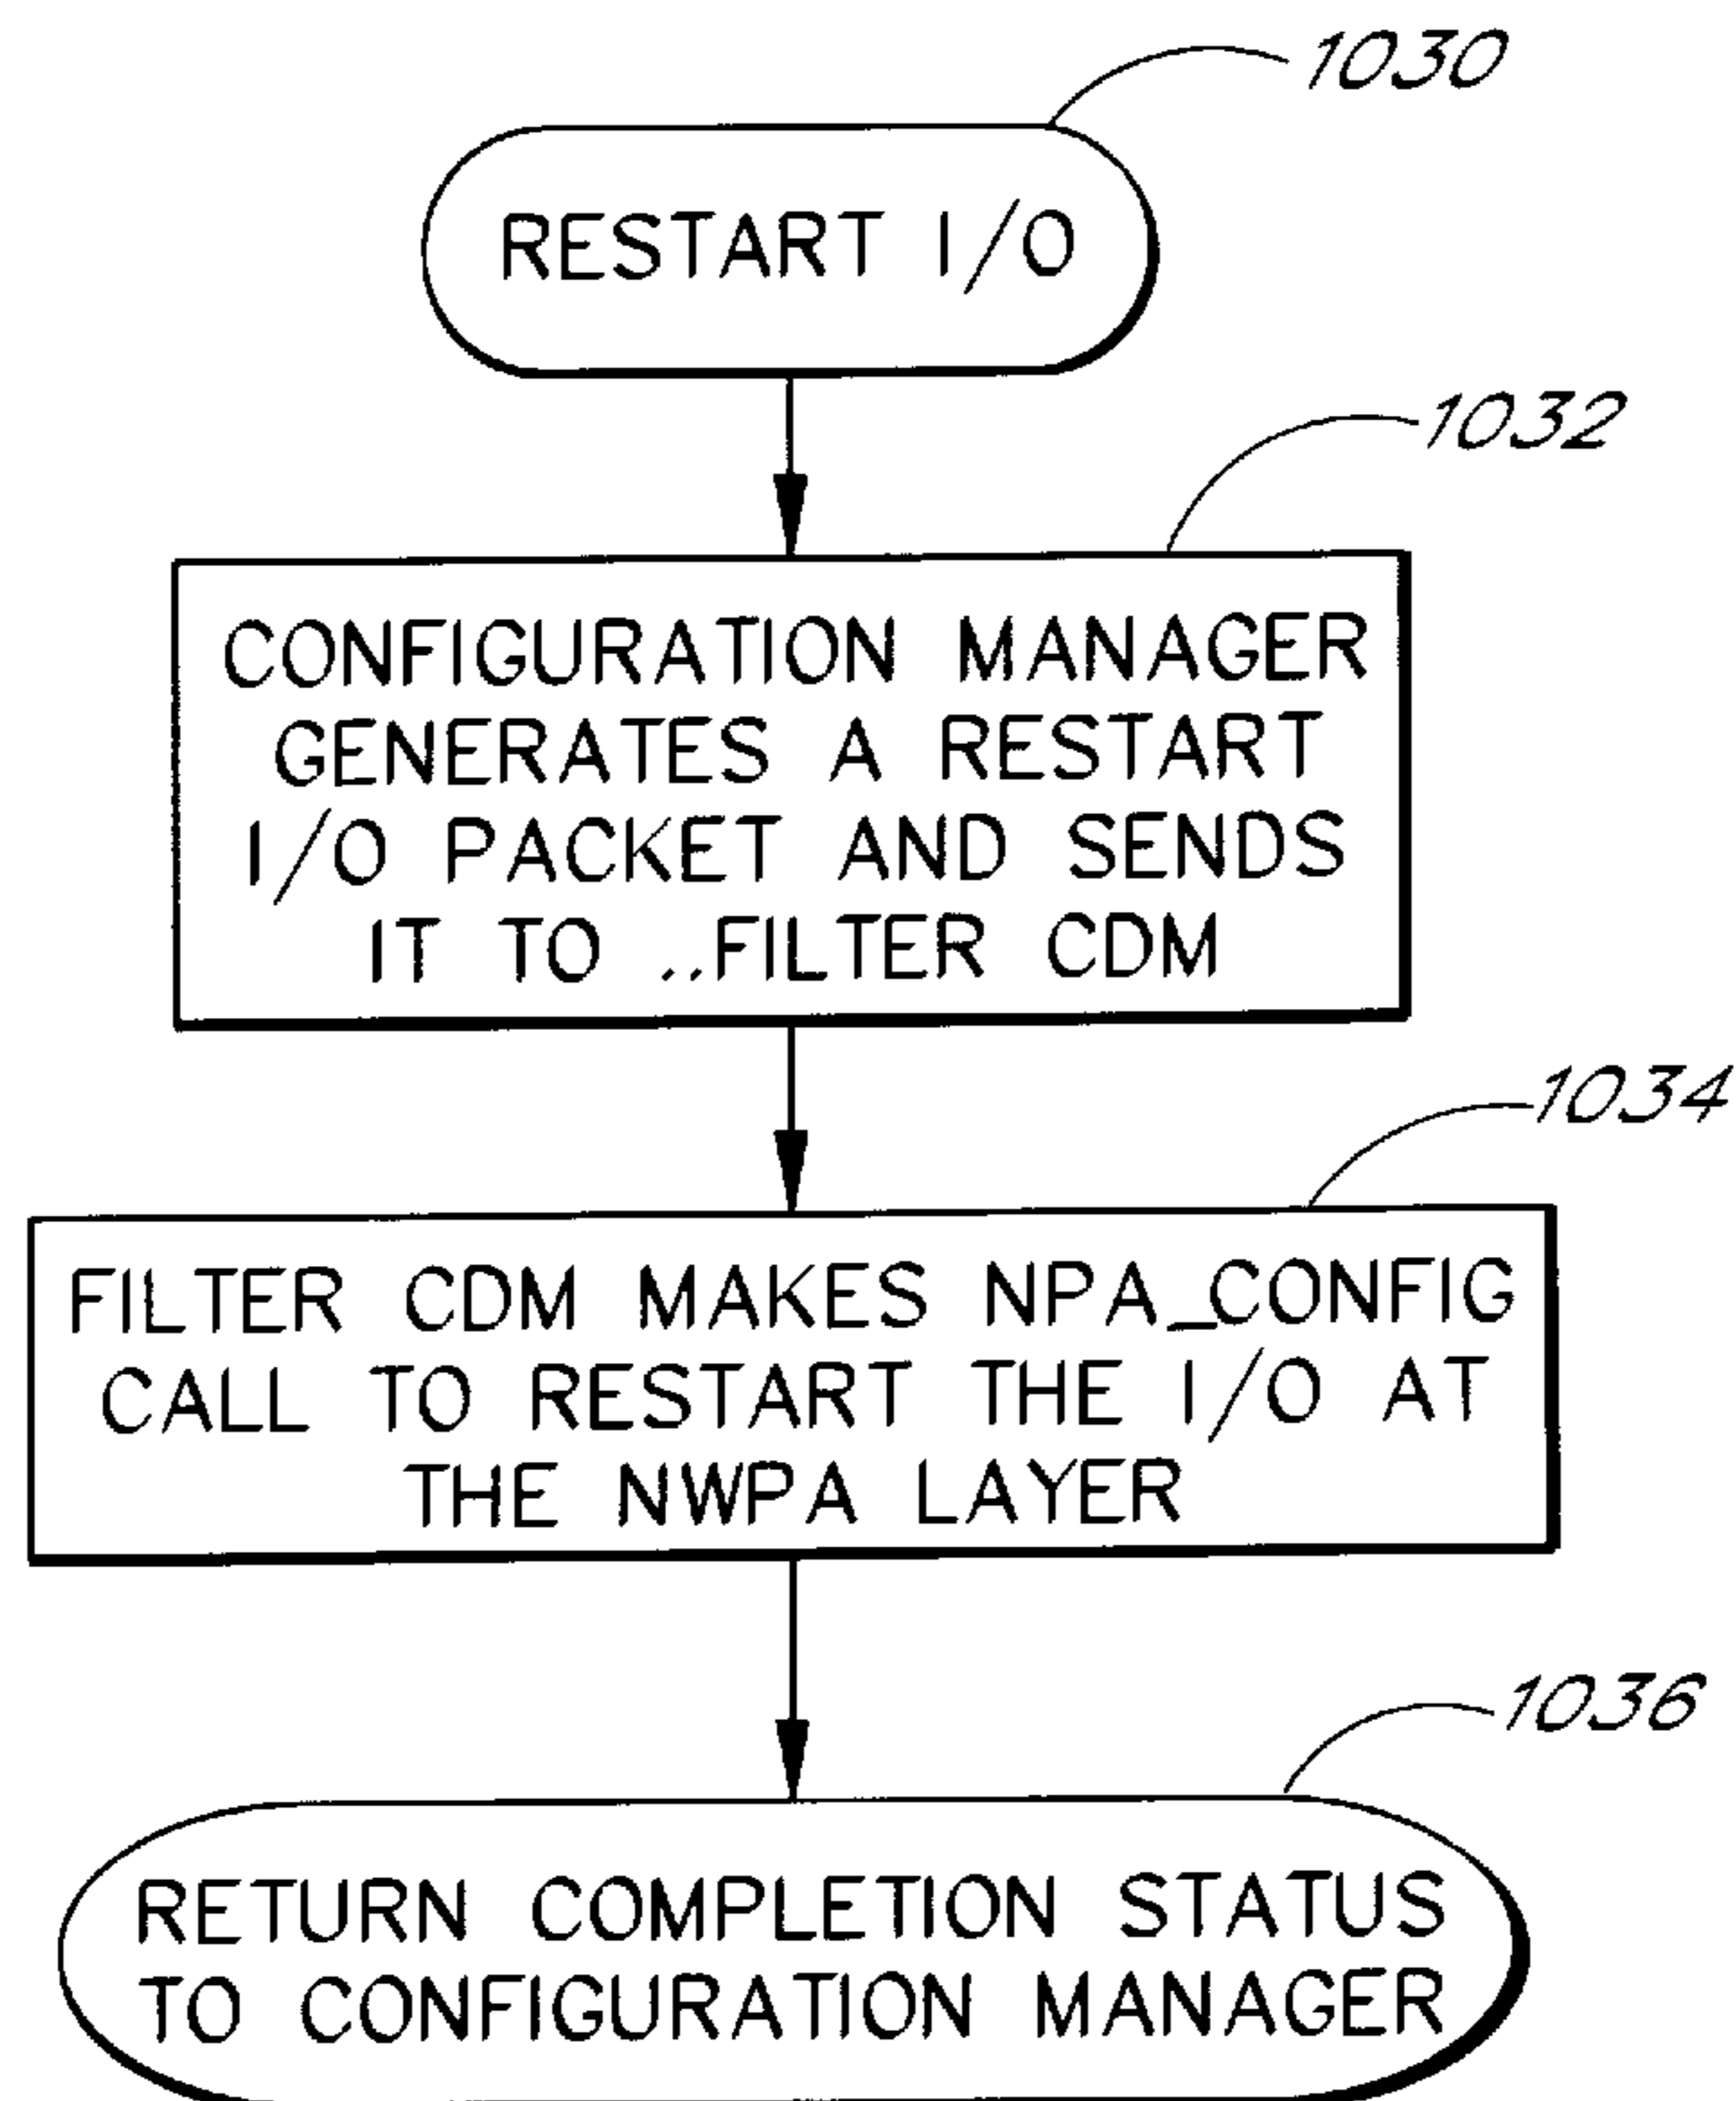 1030
RESTART I/O
1032
CONFIGURATION MANAGER
GENERATES A RESTART
I/O PACKET AND SENDS
IT TO ..FILTER CDM
1034
FILTER CDM MAKES NPA_CONFIG
CALL TO RESTART THE I/O AT
THE NWPA LAYER
1036
RETURN COMPLETION STATUS
TO CONFIGURATION MANAGER